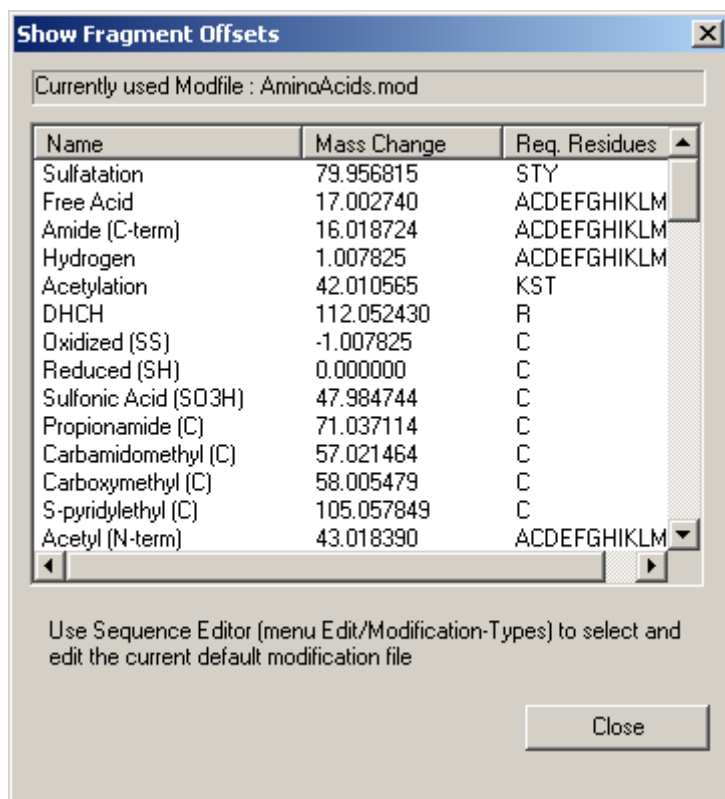 Show Fragment Offsets
Currently used Modfile : AminoAcids.mod
Name Mass Change Req. Residues
Sulfatation 79.956815 STY
Free Acid 17.002740 ACDEFGHIKLM
Amide (C-term) 16.018724 ACDEFGHIKLM
Hydrogen 1.007825 ACDEFGHIKLM
Acetylation 42.010565 KST
DHCH 112.052430 R
Oxidized (SS) -1.007825 C
Reduced (SH) 0.000000 C
Sulfonic Acid (SO3H) 47.984744 C
Propionamide (C) 71.037114 C
Carbamidomethyl (C) 57.021464 C
Carboxymethyl (C) 58.005479 C
S-pyridylethyl (C) 105.057849 C
Acetyl (N-term) 43.018390 ACDEFGHIKLM
Use Sequence Editor (menu Edit/Modification-Types) to select and
edit the current default modification file
Close